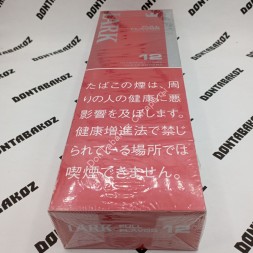 LARK
12
たばこの煙は、周
りの人の健康に悪
影響を及ぼします。
健康増進法で禁じ
られている場所では
喫煙できません。
LARK
12
DONTABAKOZ
DONTABAKOZ
DONTABAKOZ
DONTABAKOZ